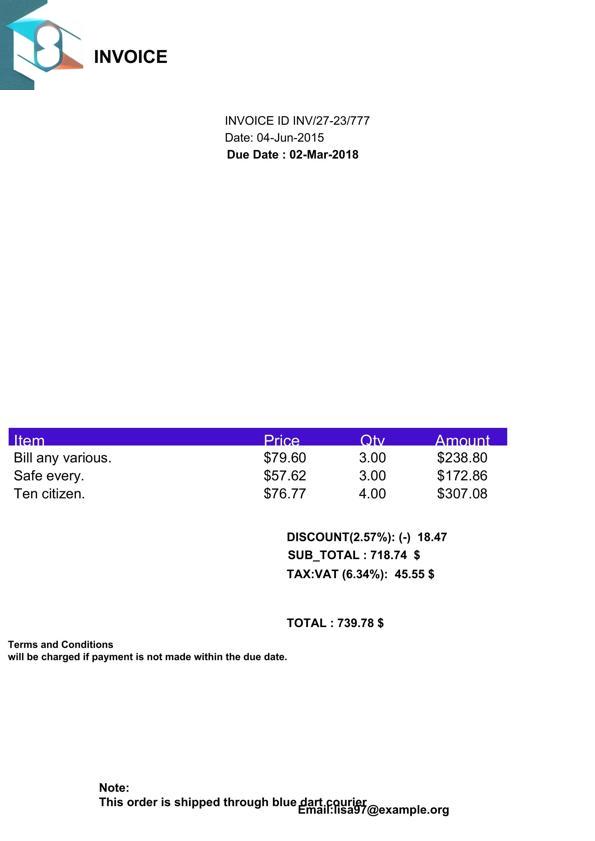 INVOICE
INVOICE ID INV/27-23/777
Date: 04-Jun-2015
Due Date : 02-Mar-2018
Item Price Qty Amount
Bill any various. $79.60 3.00 $238.80
Safe every. $57.62 3.00 $172.86
Ten citizen. $76.77 4.00 $307.08
DISCOUNT(2.57%): (-) 18.47
SUB_TOTAL : 718.74 $
TAX:VAT (6.34%): 45.55 $
TOTAL : 739.78 $
Terms and Conditions
will be charged if payment is not made within the due date.
Note:
This order is shipped through blue dart courier
Email:lisa97@example.org